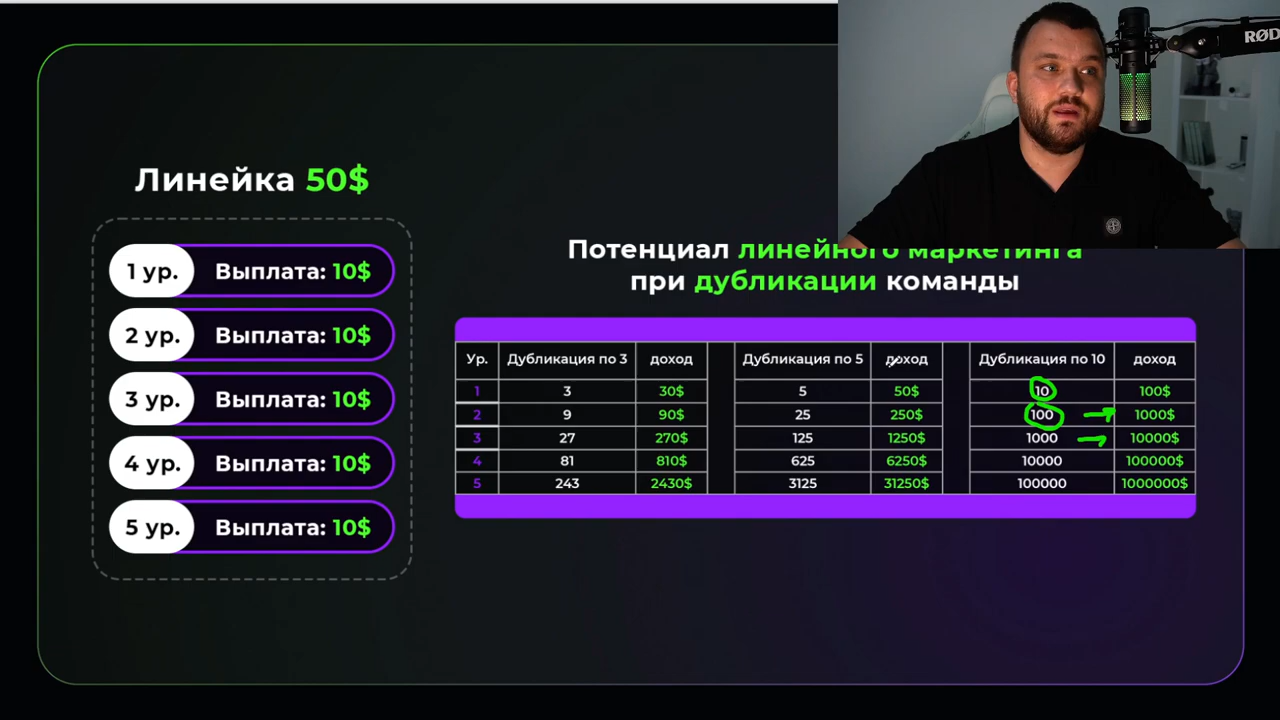 RØD
Линейка 50$
1 ур. Выплата: 10$
2 ур. Выплата: 10$
3 ур. Выплата: 10$
4 ур. Выплата: 10$
5 ур. Выплата: 10$
Потенциал линейного маркетинга
при дубликации команды
Ур. Дубликация по 3 доход Дубликация по 5 доход Дубликация по 10 доход
1 3 30$ 5 50$ 10 100$
2 9 90$ 25 250$ 100 1000$
3 27 270$ 125 1250$ 1000 10000$
4 81 810$ 625 6250$ 10000 100000$
5 243 2430$ 3125 31250$ 100000 1000000$